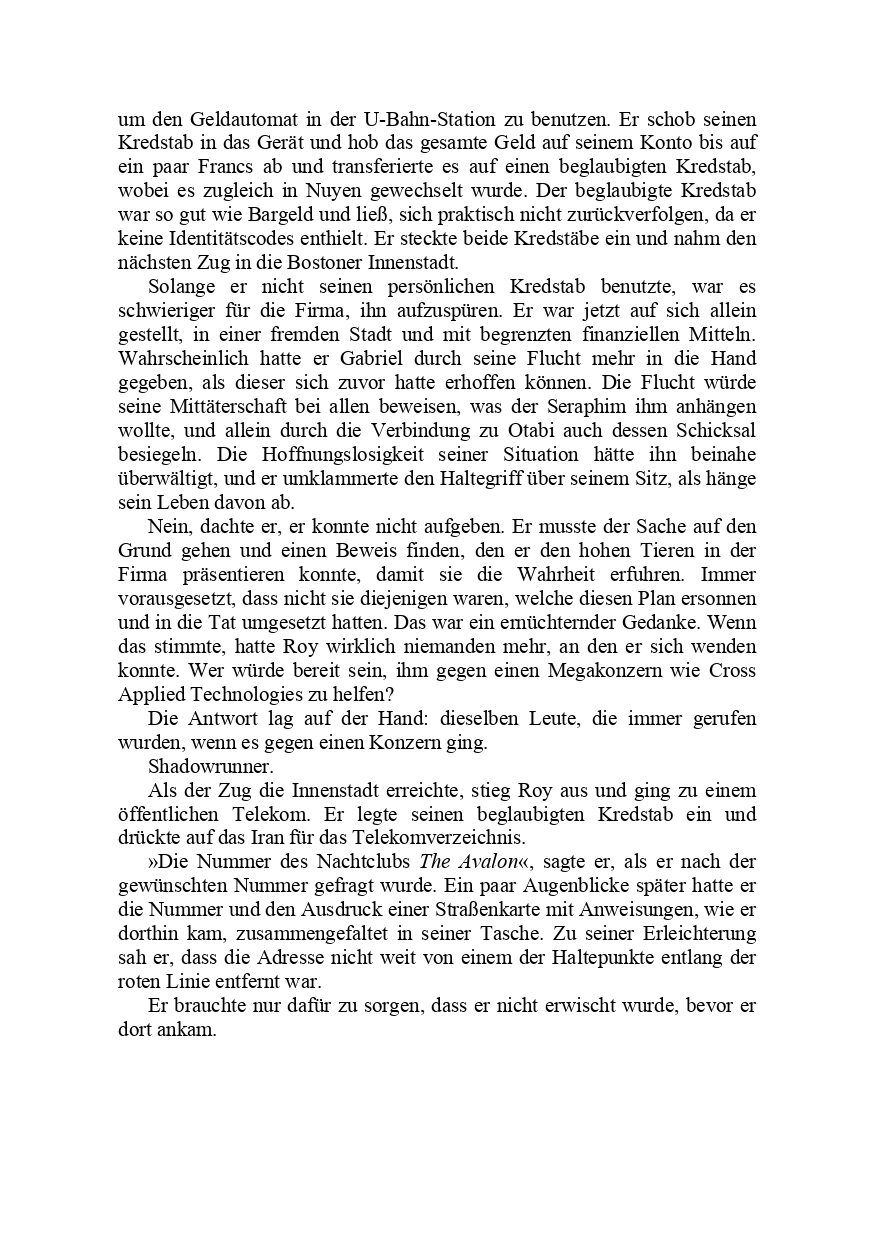 um den Geldautomat in der U-Bahn-Station zu benutzen. Er schob seinen
Kredstab in das Gerät und hob das gesamte Geld auf seinem Konto bis auf
ein paar Francs ab und transferierte es auf einen beglaubigten Kredstab,
wobei es zugleich in Nuyen gewechselt wurde. Der beglaubigte Kredstab
war so gut wie Bargeld und ließ, sich praktisch nicht zurückverfolgen, da er
keine Identitätscodes enthielt. Er steckte beide Kredstäbe ein und nahm den
nächsten Zug in die Bostoner Innenstadt.
Solange er nicht seinen persönlichen Kredstab benutzte, war es
schwieriger für die Firma, ihn aufzuspüren. Er war jetzt auf sich allein
gestellt, in einer fremden Stadt und mit begrenzten finanziellen Mitteln.
Wahrscheinlich hatte er Gabriel durch seine Flucht mehr in die Hand
gegeben, als dieser sich zuvor hatte erhoffen können. Die Flucht würde
seine Mittäterschaft bei allen beweisen, was der Seraphim ihm anhängen
wollte, und allein durch die Verbindung zu Otabi auch dessen Schicksal
besiegeln. Die Hoffnungslosigkeit seiner Situation hätte ihn beinahe
überwältigt, und er umklammerte den Haltegriff über seinem Sitz, als hänge
sein Leben davon ab.
Nein, dachte er, er konnte nicht aufgeben. Er musste der Sache auf den
Grund gehen und einen Beweis finden, den er den hohen Tieren in der
Firma präsentieren konnte, damit sie die Wahrheit erfuhren. Immer
vorausgesetzt, dass nicht sie diejenigen waren, welche diesen Plan ersonnen
und in die Tat umgesetzt hatten. Das war ein ernüchternder Gedanke. Wenn
das stimmte, hatte Roy wirklich niemanden mehr, an den er sich wenden
konnte. Wer würde bereit sein, ihm gegen einen Megakonzern wie Cross
Applied Technologies zu helfen?
Die Antwort lag auf der Hand: dieselben Leute, die immer gerufen
wurden, wenn es gegen einen Konzern ging.
Shadowrunner.
Als der Zug die Innenstadt erreichte, stieg Roy aus und ging zu einem
öffentlichen Telekom. Er legte seinen beglaubigten Kredstab ein und
drückte auf das Iran für das Telekomverzeichnis.
»Die Nummer des Nachtclubs The Avalon«, sagte er, als er nach der
gewünschten Nummer gefragt wurde. Ein paar Augenblicke später hatte er
die Nummer und den Ausdruck einer Straßenkarte mit Anweisungen, wie er
dorthin kam, zusammengefaltet in seiner Tasche. Zu seiner Erleichterung
sah er, dass die Adresse nicht weit von einem der Haltepunkte entlang der
roten Linie entfernt war.
Er brauchte nur dafür zu sorgen, dass er nicht erwischt wurde, bevor er
dort ankam.